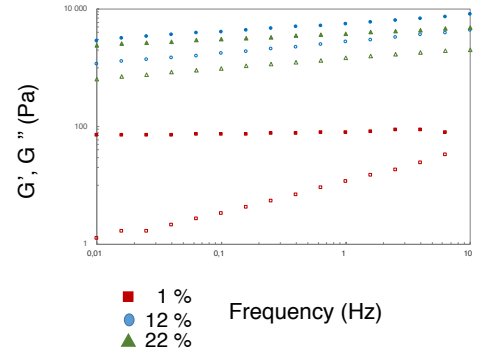 10 000
100
1
G’, G ” (Pa)
0,01 0,1 1 10
Frequency (Hz)
1 %
12 %
22 %